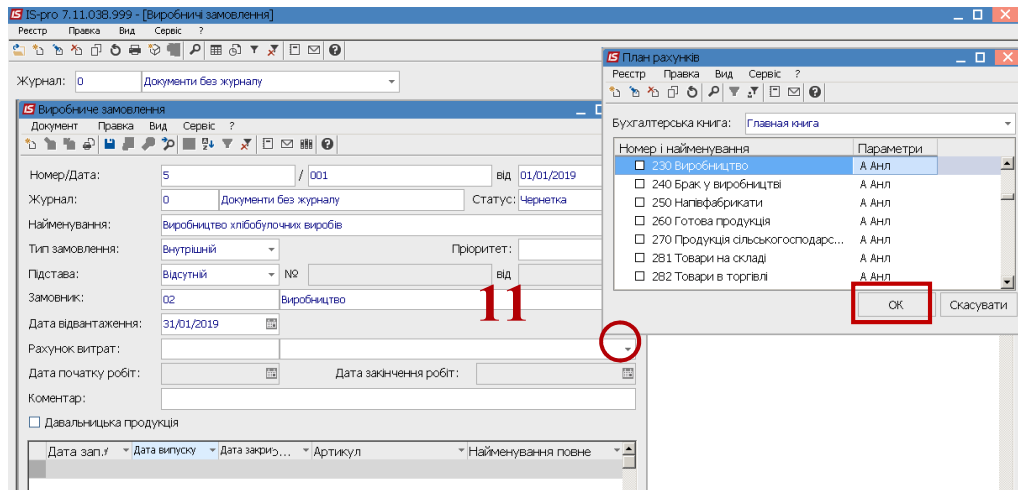 IS-pro 7.11.038.999 - [Виробничі замовлення]
Реєстр Правка Вид Сервіс ?
Журнал: 0 Документи без журналу
Виробниче замовлення
Документ Правка Вид Сервіс ?
Номер/Дата: 5 / 001 від 01/01/2019
Журнал: 0 Документи без журналу Статус: Чернетка
Найменування: Виробництво хлібобулочних виробів
Тип замовлення: Внутрішній Пріоритет:
Підстава: Відсутній № від
Замовник: 02 Виробництво
11
Дата відвантаження: 31/01/2019
Рахунок витрат:
Дата початку робіт: Дата закінчення робіт:
Коментар:
Давальницька продукція
Дата зап./ Дата випуску Дата закри... Артикул Найменування повне
План рахунків
Реєстр Правка Вид Сервіс ?
Бухгалтерська книга: Главная книга
Номер і найменування Параметри
230 Виробництво А Анл
240 Брак у виробництві А Анл
250 Напівфабрикати А Анл
260 Готова продукція А Анл
270 Продукція сільськогосподарс... А Анл
281 Товари на складі А Анл
282 Товари в торгівлі А Анл
ОК Скасувати